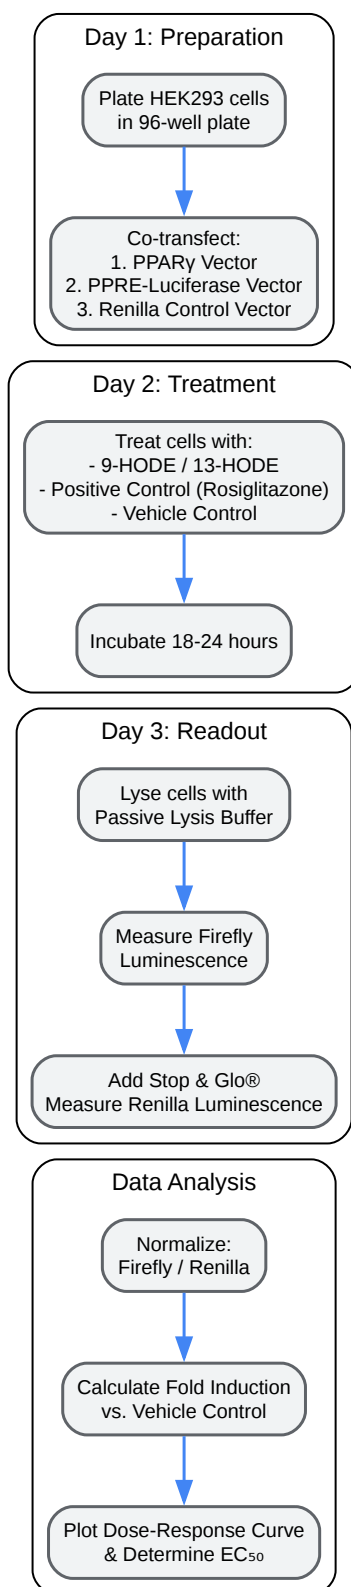 Day 1: Preparation
Plate HEK293 cells
in 96-well plate
Co-transfect:
1. PPARγ Vector
2. PPRE-Luciferase Vector
3. Renilla Control Vector
Day 2: Treatment
Treat cells with:
- 9-HODE / 13-HODE
- Positive Control (Rosiglitazone)
- Vehicle Control
Incubate 18-24 hours
Day 3: Readout
Lyse cells with
Passive Lysis Buffer
Measure Firefly
Luminescence
Add Stop & Glo®
Measure Renilla Luminescence
Data Analysis
Normalize:
Firefly / Renilla
Calculate Fold Induction
vs. Vehicle Control
Plot Dose-Response Curve
& Determine EC₅₀